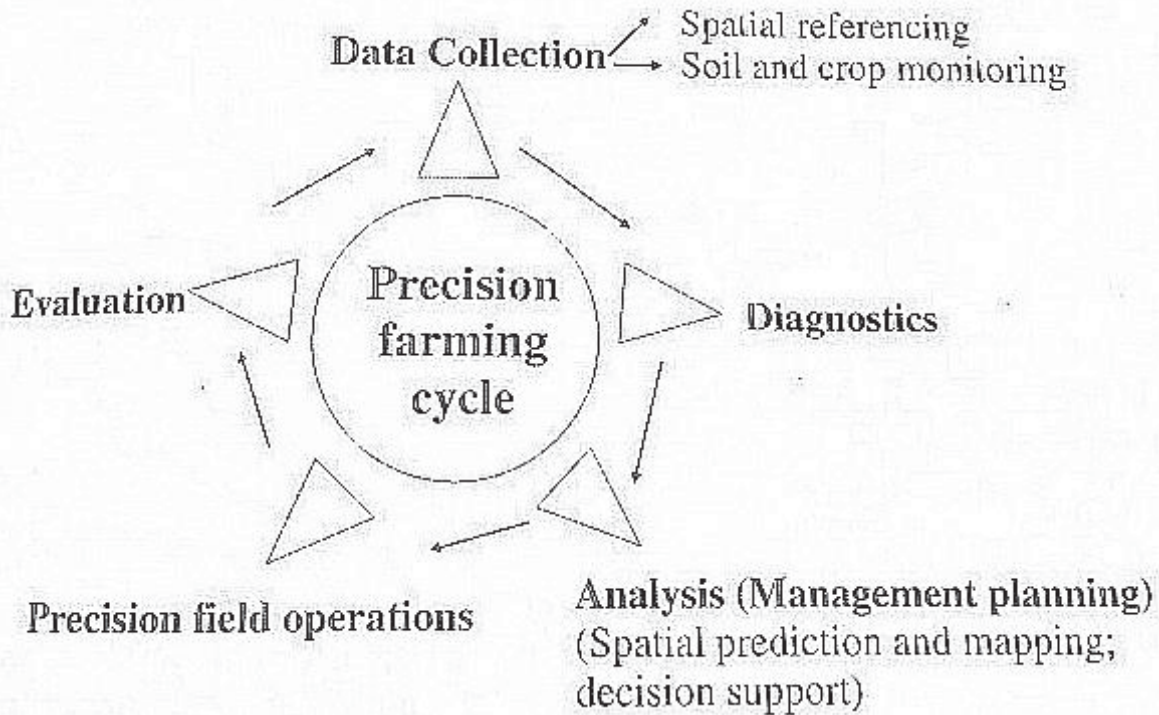 Data Collection
Spatial referencing
Soil and crop monitoring
Precision
farming
cycle
Evaluation
Diagnostics
Precision field operations
Analysis (Management planning)
(Spatial prediction and mapping;
decision support)